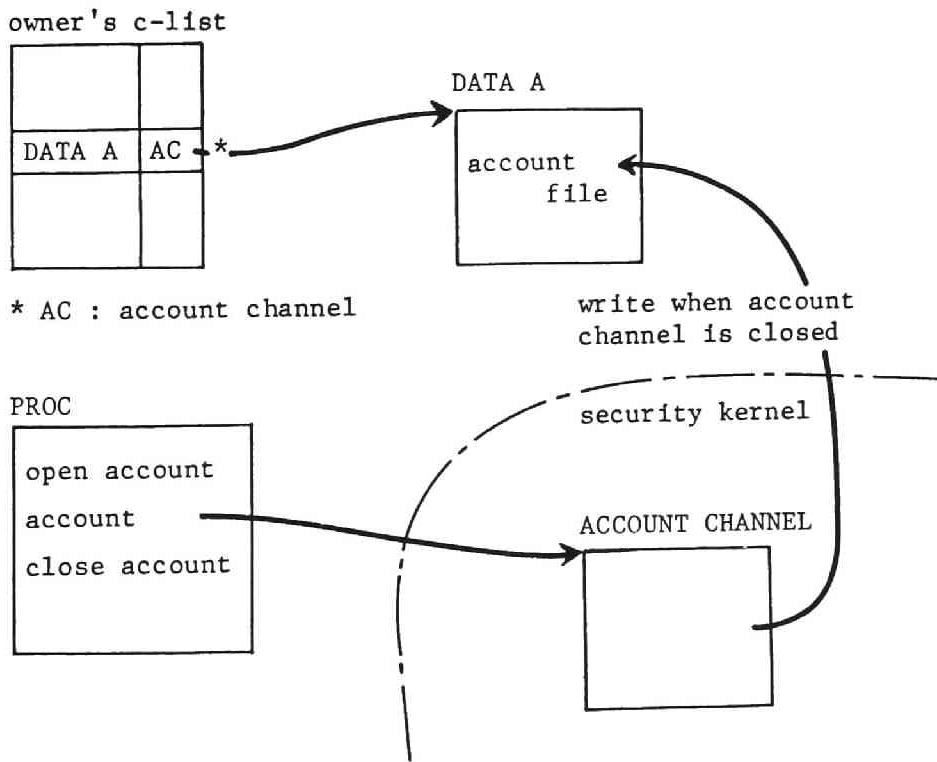 owner's c-list
DATA A
DATA A AC *
account
file
* AC : account channel
write when account
channel is closed
PROC
security kernel
open account
account
ACCOUNT CHANNEL
close account